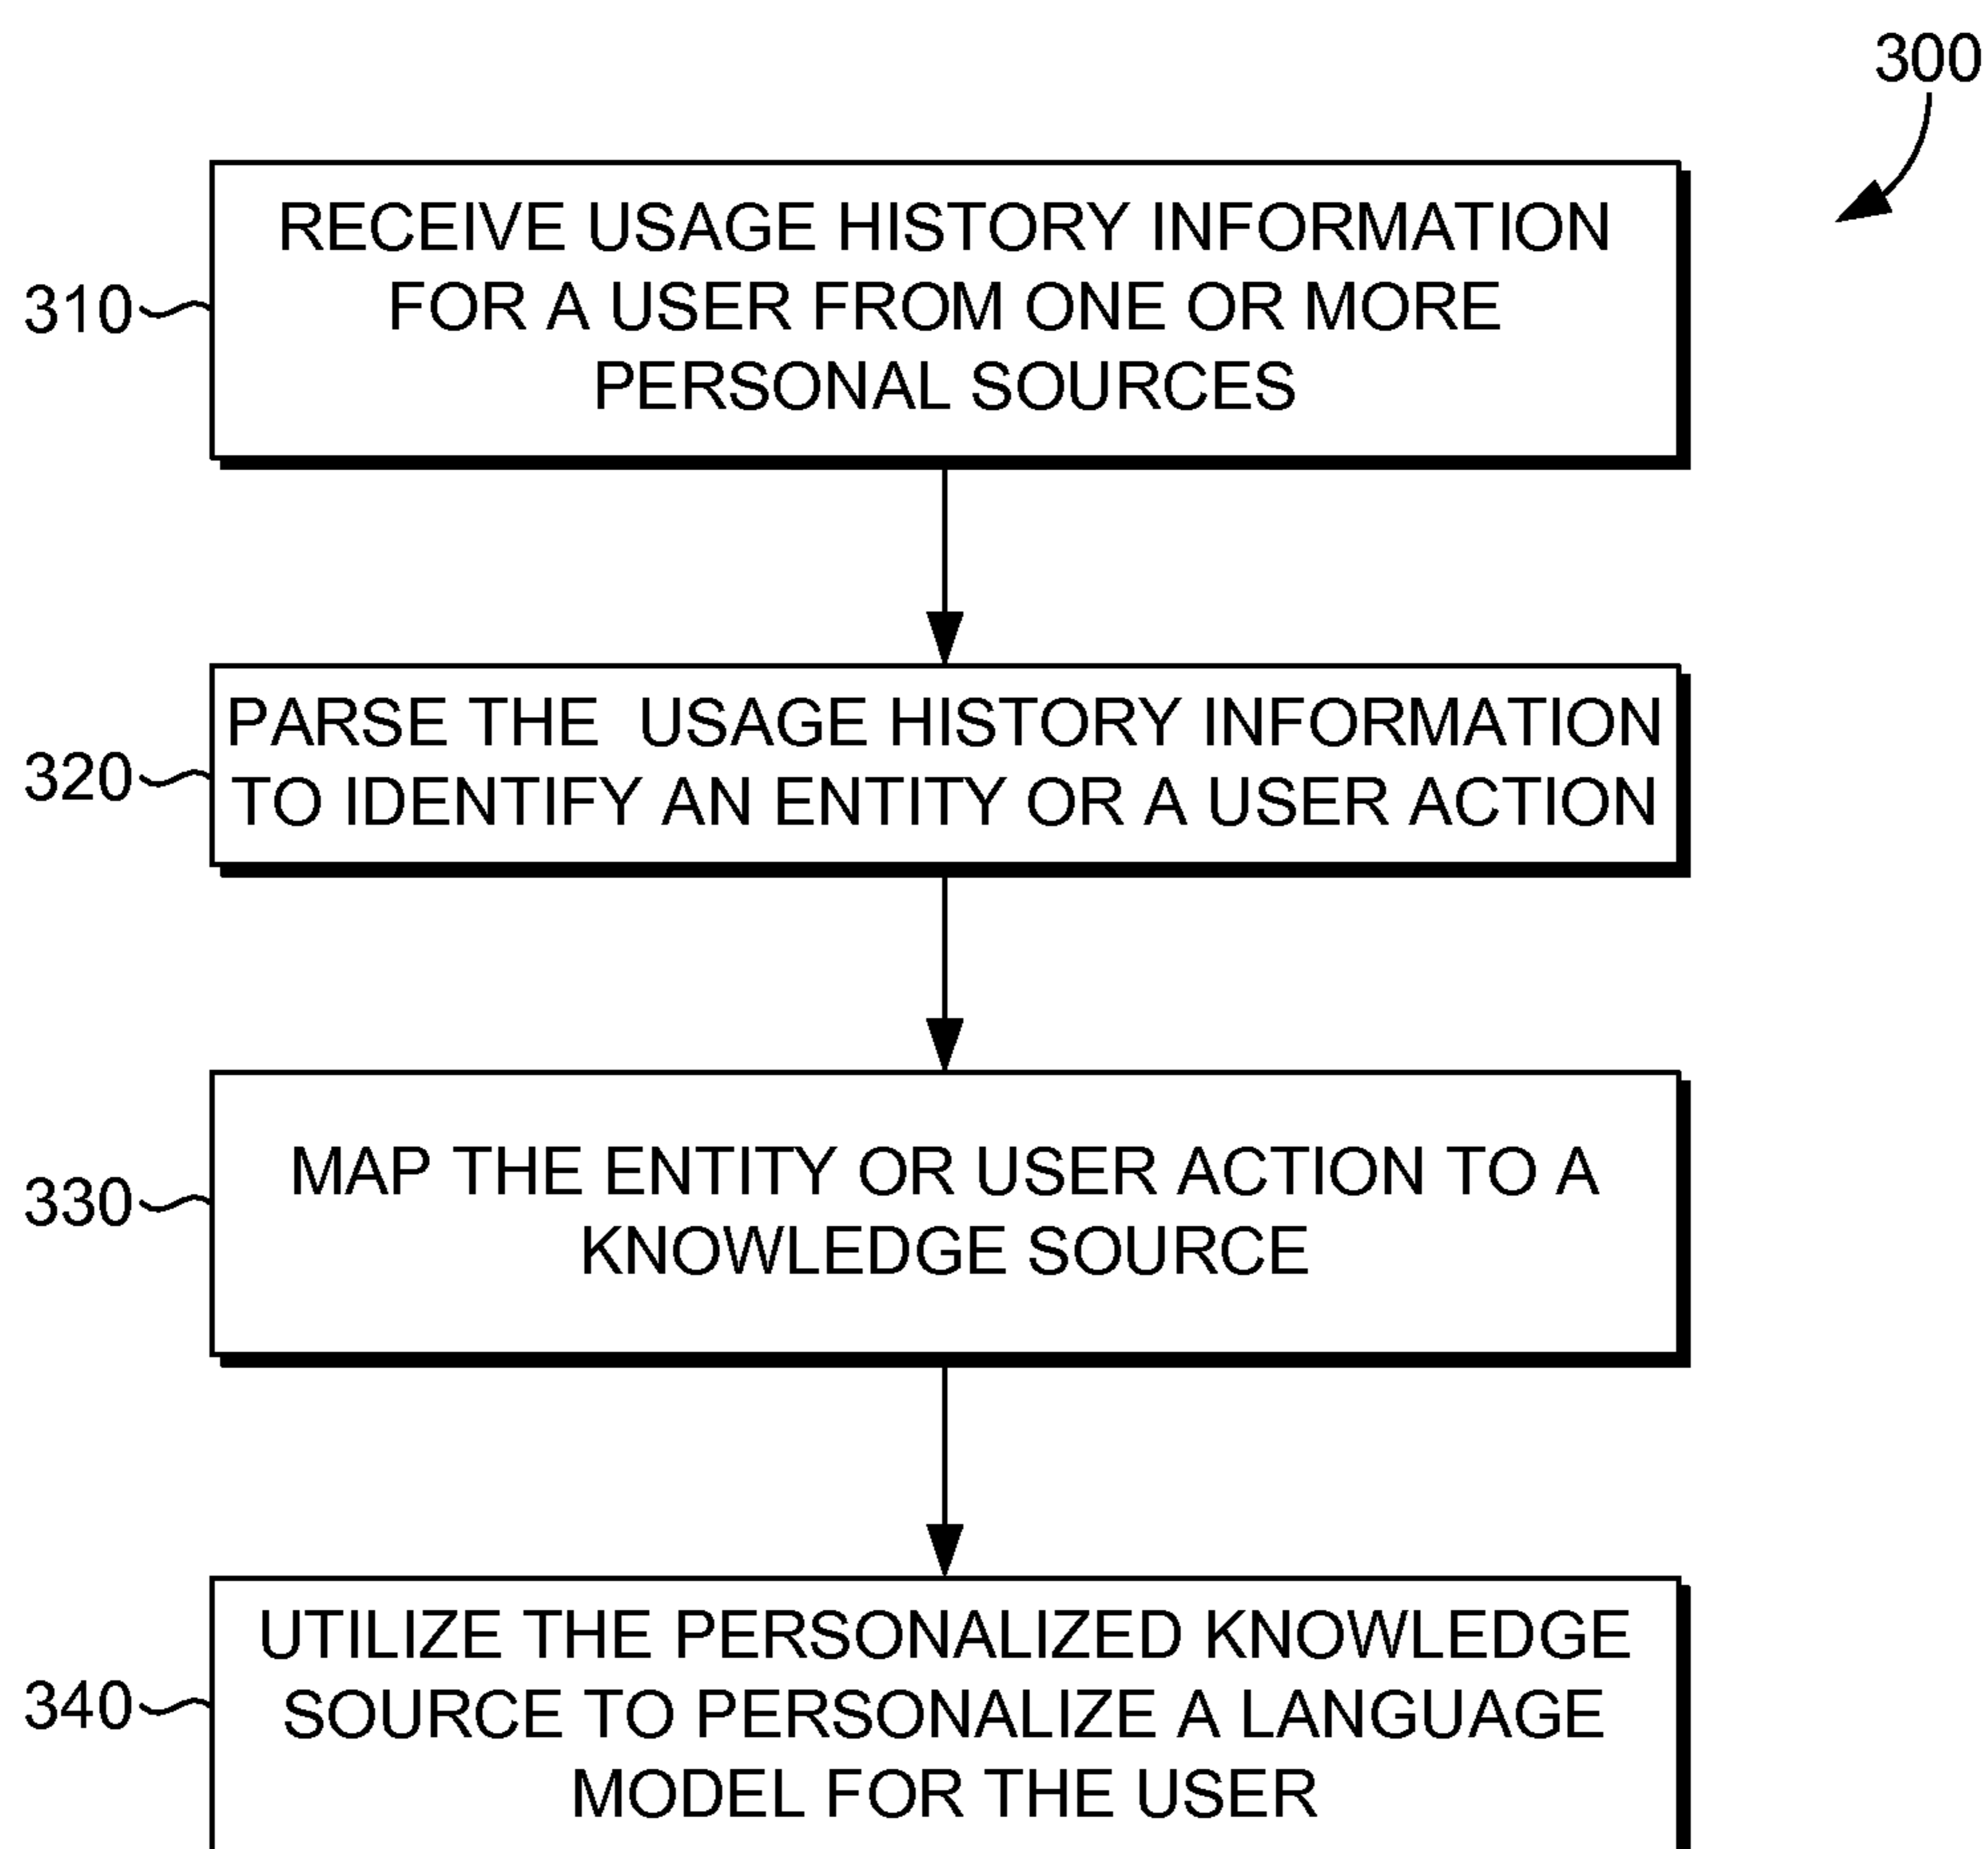 300
RECEIVE USAGE HISTORY INFORMATION
FOR A USER FROM ONE OR MORE
PERSONAL SOURCES
310
PARSE THE USAGE HISTORY INFORMATION
TO IDENTIFY AN ENTITY OR A USER ACTION
320
MAP THE ENTITY OR USER ACTION TO A
KNOWLEDGE SOURCE
330
UTILIZE THE PERSONALIZED KNOWLEDGE
SOURCE TO PERSONALIZE A LANGUAGE
MODEL FOR THE USER
340